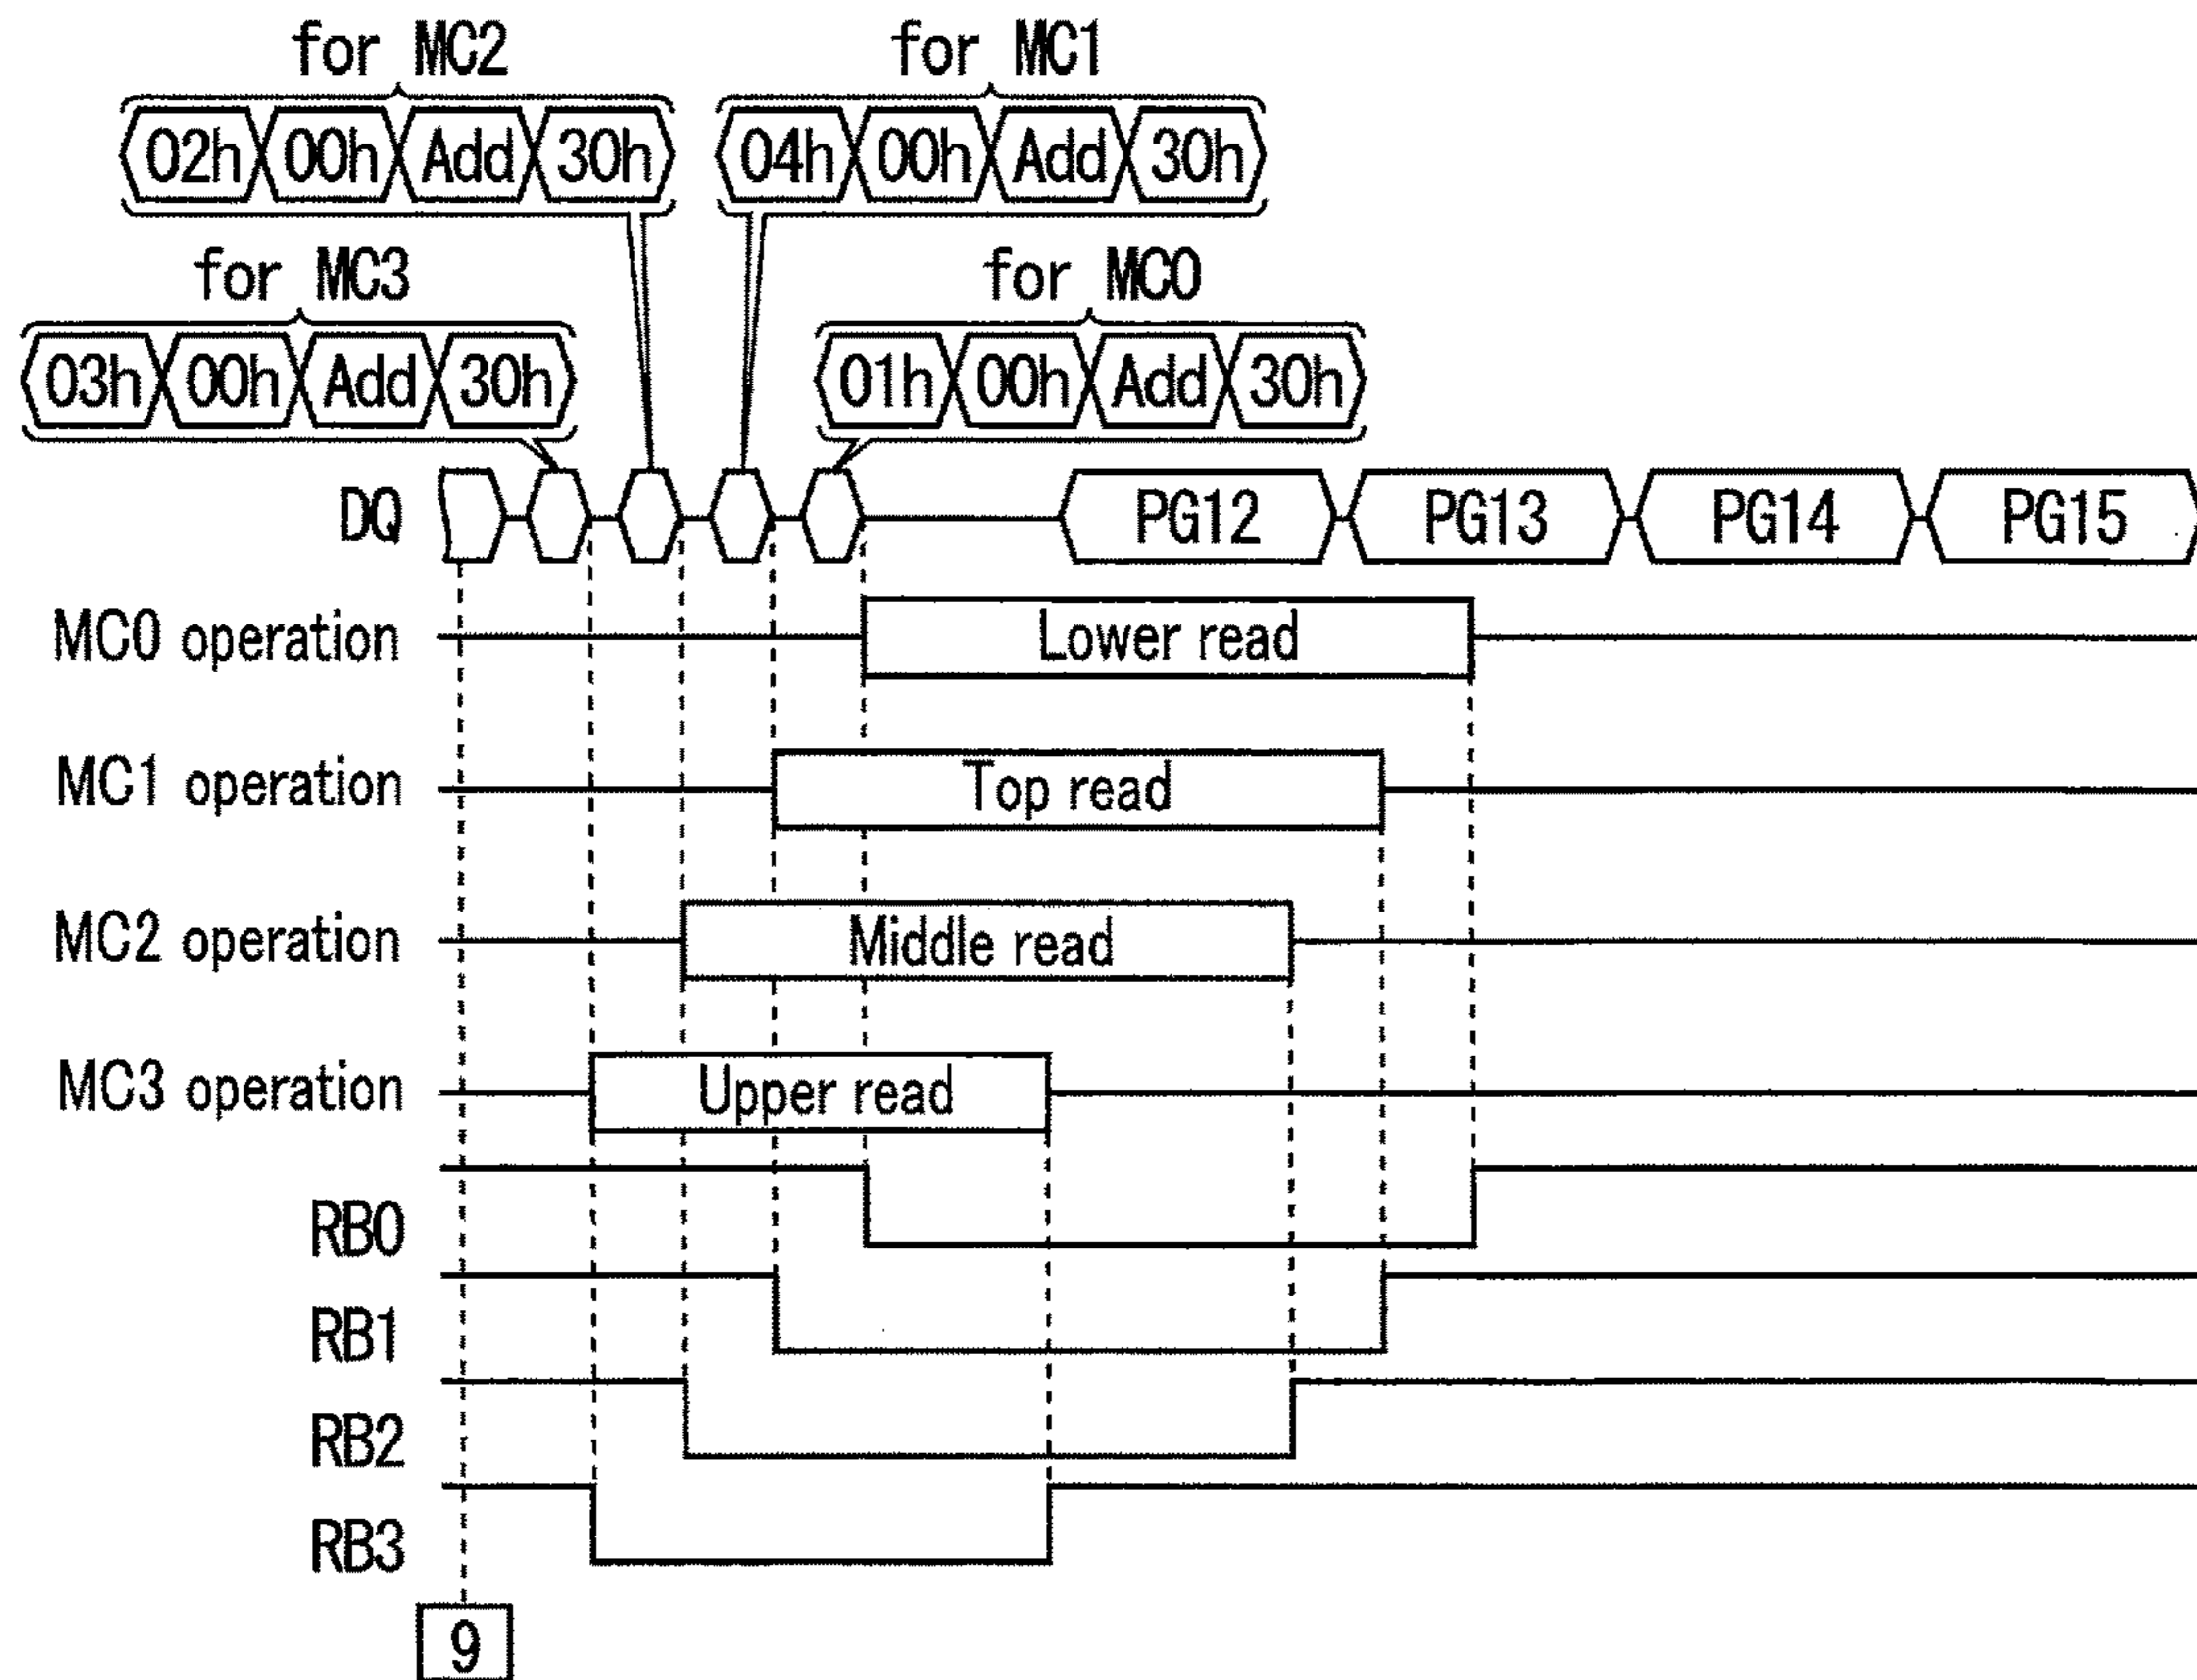 for MC2 for MC1
02h 00h Add 30h 04h 00h Add 30h
for MC3 for MC0
03h 00h Add 30h 01h 00h Add 30h
DQ PG12 PG13 PG14 PG15
MC0 operation Lower read
MC1 operation Top read
MC2 operation Middle read
MC3 operation Upper read
RB0
RB1
RB2
RB3
9